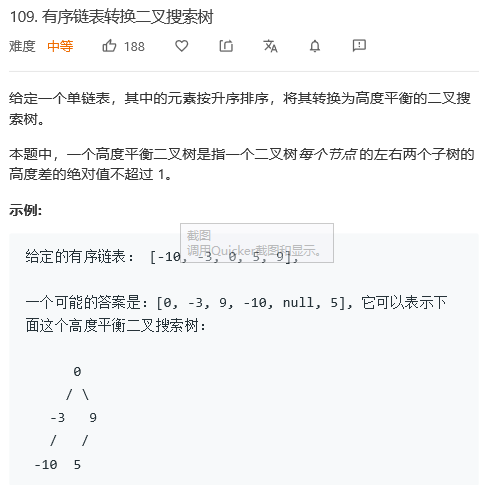 109. 有序链表转换二叉搜索树
难度 中等 188
给定一个单链表，其中的元素按升序排序，将其转换为高度平衡的二叉搜
索树。
本题中，一个高度平衡二叉树是指一个二叉树每个节点 的左右两个子树的
高度差的绝对值不超过 1。
示例:
截图
调用Quicker截图和显示。
给定的有序链表： [-10, -3, 0, 5, 9],
一个可能的答案是：[0, -3, 9, -10, null, 5], 它可以表示下
面这个高度平衡二叉搜索树：
0
/ \
-3 9
/ /
-10 5